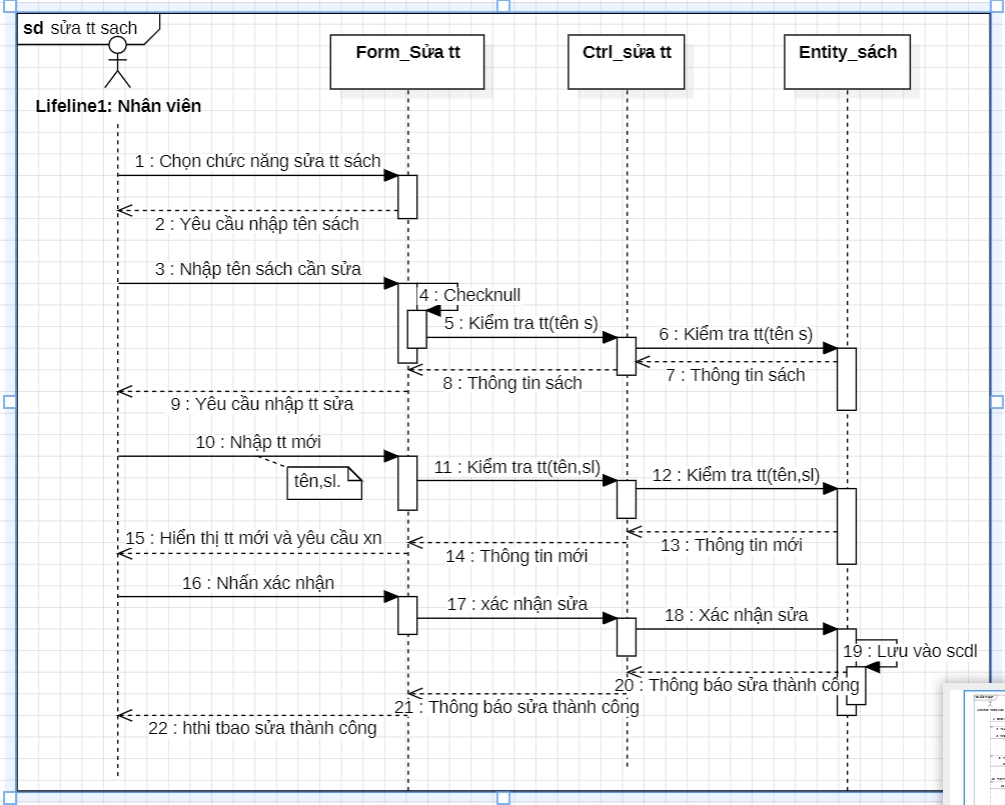 sd sửa tt sach
Form_Sửa tt
Ctrl_sửa tt
Entity_sách
Lifeline1: Nhân viên
1 : Chọn chức năng sửa tt sách
2 : Yêu cầu nhập tên sách
3 : Nhập tên sách cần sửa
4 : Checknull
5 : Kiểm tra tt(tên s)
6 : Kiểm tra tt(tên s)
7 : Thông tin sách
8 : Thông tin sách
9 : Yêu cầu nhập tt sửa
10 : Nhập tt mới
tên,sl.
11 : Kiểm tra tt(tên,sl)
12 : Kiểm tra tt(tên,sl)
13 : Thông tin mới
14 : Thông tin mới
15 : Hiển thị tt mới và yêu cầu xn
16 : Nhấn xác nhận
17 : xác nhận sửa
18 : Xác nhận sửa
19 : Lưu vào scdl
20 : Thông báo sửa thành công
21 : Thông báo sửa thành công
22 : hthi tbao sửa thành công